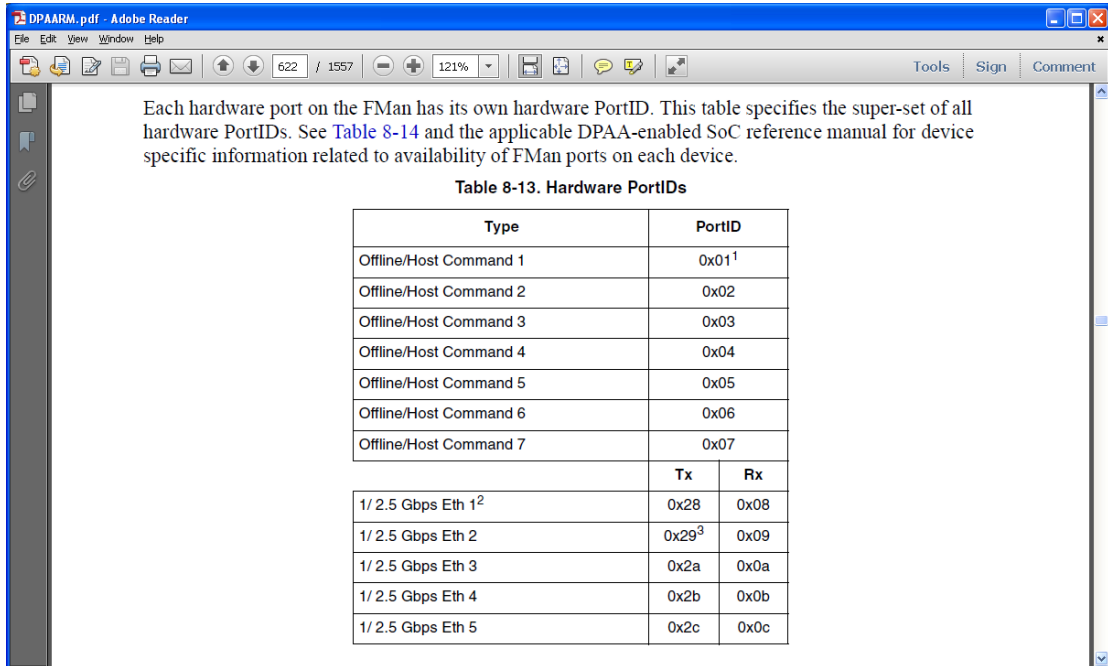 DPAARM.pdf - Adobe Reader
File Edit View Window Help
622 / 1557 121% Tools Sign Comment
Each hardware port on the FMan has its own hardware PortID. This table specifies the super-set of all
hardware PortIDs. See Table 8-14 and the applicable DPAA-enabled SoC reference manual for device
specific information related to availability of FMan ports on each device.
Table 8-13. Hardware PortIDs
Type PortID
Offline/Host Command 1 0x01¹
Offline/Host Command 2 0x02
Offline/Host Command 3 0x03
Offline/Host Command 4 0x04
Offline/Host Command 5 0x05
Offline/Host Command 6 0x06
Offline/Host Command 7 0x07
Tx Rx
1/ 2.5 Gbps Eth 1² 0x28 0x08
1/ 2.5 Gbps Eth 2 0x29³ 0x09
1/ 2.5 Gbps Eth 3 0x2a 0x0a
1/ 2.5 Gbps Eth 4 0x2b 0x0b
1/ 2.5 Gbps Eth 5 0x2c 0x0c